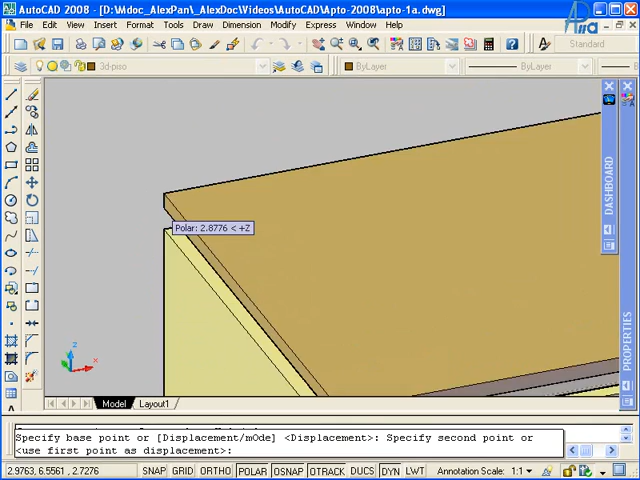 AutoCAD 2008 - [D:\Mdoc_AlexPan\_AlexDoc\Videos\AutoCad\Apto-2008\apto-1a.dwg]
File Edit View Insert Format Tools Draw Dimension Modify Express Window Help
Standard
3d-piso ByLayer ByLayer
DASHBOARD
Polar: 2.8776 < +Z
PROPERTIES
Z
X
Model Layout1
Specify base point or [Displacement/mOde] <Displacement>: Specify second point or
<use first point as displacement>:
2.9763, 6.5561, 2.7276 SNAP GRID ORTHO POLAR OSNAP OTRACK DUCS DYN LWT Annotation Scale: 1:1